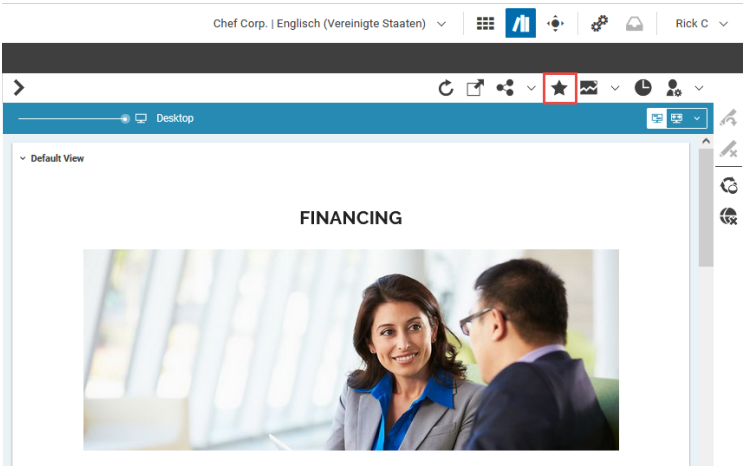 Chef Corp. | Englisch (Vereinigte Staaten)
Rick C
Desktop
Default View
FINANCING